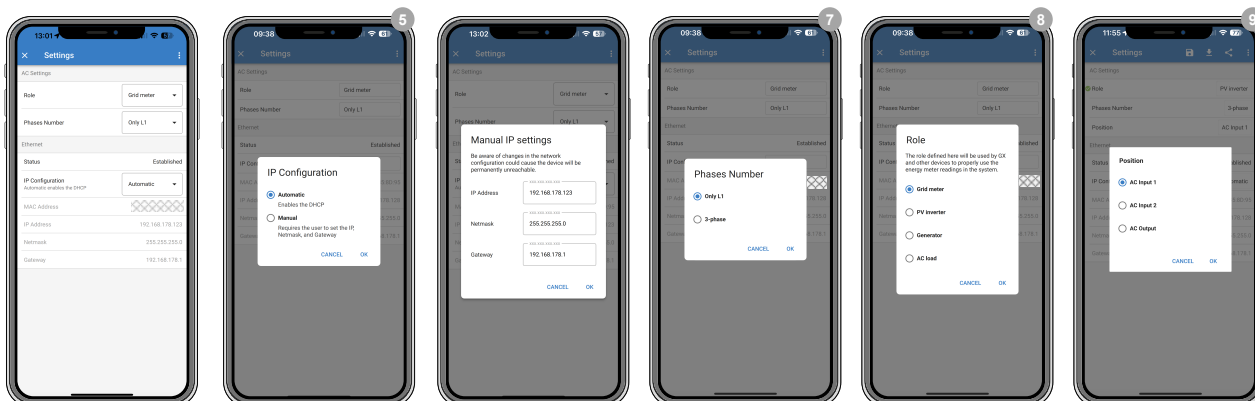 13:01
61
Settings
AC Settings
Role
Grid meter
Phases Number
Only L1
Ethernet
Status
Established
IP Configuration
Automatic enables the DHCP
Automatic
MAC Address
IP Address
192.168.178.123
Netmask
255.255.255.0
Gateway
192.168.178.1
5
09:38
61
Settings
AC Settings
Role
Grid meter
Phases Number
Only L1
Ethernet
Status
Established
IP Configuration
Automatic
Enables the DHCP
Manual
Requires the user to set the IP,
Netmask, and Gateway
CANCEL
OK
13:02
Settings
AC Settings
Role
Grid meter
Phases Number
Only L1
Manual IP settings
Be aware of changes in the network
configuration could cause the device will be
permanently unreachable.
IP Address
192.168.178.123
Netmask
255.255.255.0
Gateway
192.168.178.1
CANCEL
OK
7
09:38
61
Settings
AC Settings
Role
Grid meter
Phases Number
Only L1
Ethernet
Status
Established
Phases Number
Only L1
3-phase
CANCEL
OK
8
09:38
61
Settings
AC Settings
Role
Grid meter
Phases Number
Only L1
Role
The role defined here will be used by GX
and other devices to properly use the
energy meter readings in the system.
Grid meter
PV inverter
Generator
AC load
CANCEL
OK
9
11:55
77
Settings
AC Settings
Role
PV inverter
Phases Number
3-phase
Position
AC Input 1
Ethernet
Position
AC Input 1
AC Input 2
AC Output
CANCEL
OK